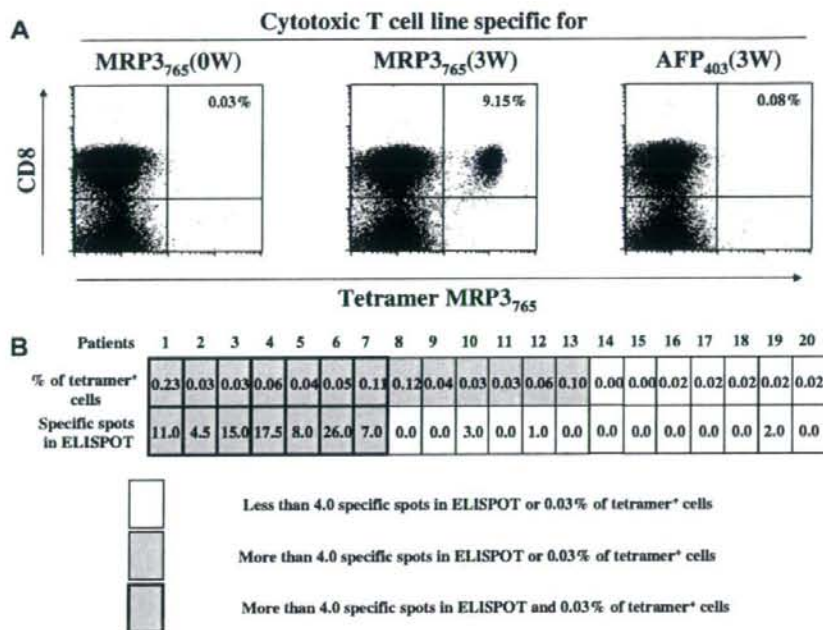 A
Cytotoxic T cell line specific for
MRP3765(0W) MRP3765(3W) AFP403(3W)
0.03% 9.15% 0.08%
CD8
Tetramer MRP3765
B
Patients 1 2 3 4 5 6 7 8 9 10 11 12 13 14 15 16 17 18 19 20
% of tetramer+ cells 0.23 0.03 0.03 0.06 0.04 0.05 0.11 0.12 0.04 0.03 0.03 0.06 0.10 0.00 0.00 0.02 0.02 0.02 0.02 0.02
Specific spots in ELISPOT 11.0 4.5 15.0 17.5 8.0 26.0 7.0 0.0 0.0 3.0 0.0 1.0 0.0 0.0 0.0 0.0 0.0 0.0 2.0 0.0
Less than 4.0 specific spots in ELISPOT or 0.03% of tetramer+ cells
More than 4.0 specific spots in ELISPOT or 0.03% of tetramer+ cells
More than 4.0 specific spots in ELISPOT and 0.03% of tetramer+ cells